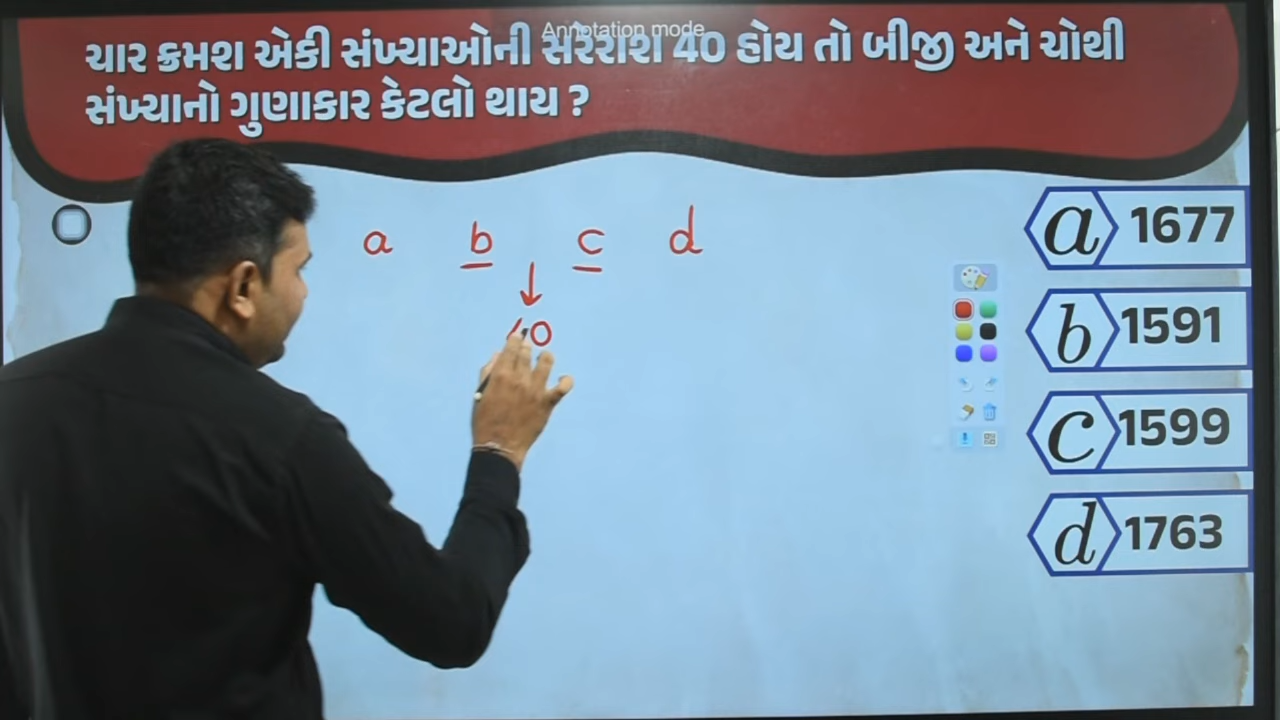 Annotation mode
ચાર ક્રમશ એકી સંખ્યાઓની સરેરાશ 40 હોય તો બીજી અને ચોથી
સંખ્યાનો ગુણાકાર કેટલો થાય ?
a b c d
40
a 1677
b 1591
c 1599
d 1763